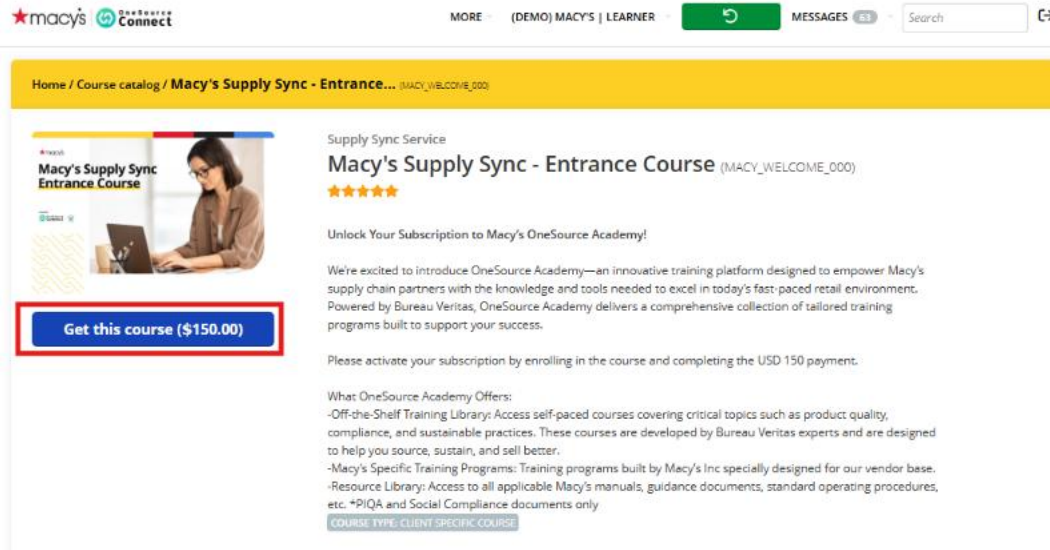 macy's OneSource Connect
MORE (DEMO) MACY'S | LEARNER MESSAGES 63 Search
Home / Course catalog / Macy's Supply Sync - Entrance... (MACY_WELCOME_000)
macy's
Macy's Supply Sync
Entrance Course
Get this course ($150.00)
Supply Sync Service
Macy's Supply Sync - Entrance Course (MACY_WELCOME_000)
Unlock Your Subscription to Macy's OneSource Academy!
We're excited to introduce OneSource Academy—an innovative training platform designed to empower Macy's
supply chain partners with the knowledge and tools needed to excel in today's fast-paced retail environment.
Powered by Bureau Veritas, OneSource Academy delivers a comprehensive collection of tailored training
programs built to support your success.
Please activate your subscription by enrolling in the course and completing the USD 150 payment.
What OneSource Academy Offers:
-Off-the-Shelf Training Library: Access self-paced courses covering critical topics such as product quality,
compliance, and sustainable practices. These courses are developed by Bureau Veritas experts and are designed
to help you source, sustain, and sell better.
-Macy's Specific Training Programs: Training programs built by Macy's Inc specially designed for our vendor base.
-Resource Library: Access to all applicable Macy's manuals, guidance documents, standard operating procedures,
etc. *PIQA and Social Compliance documents only
COURSE TYPE: CLIENT SPECIFIC COURSE